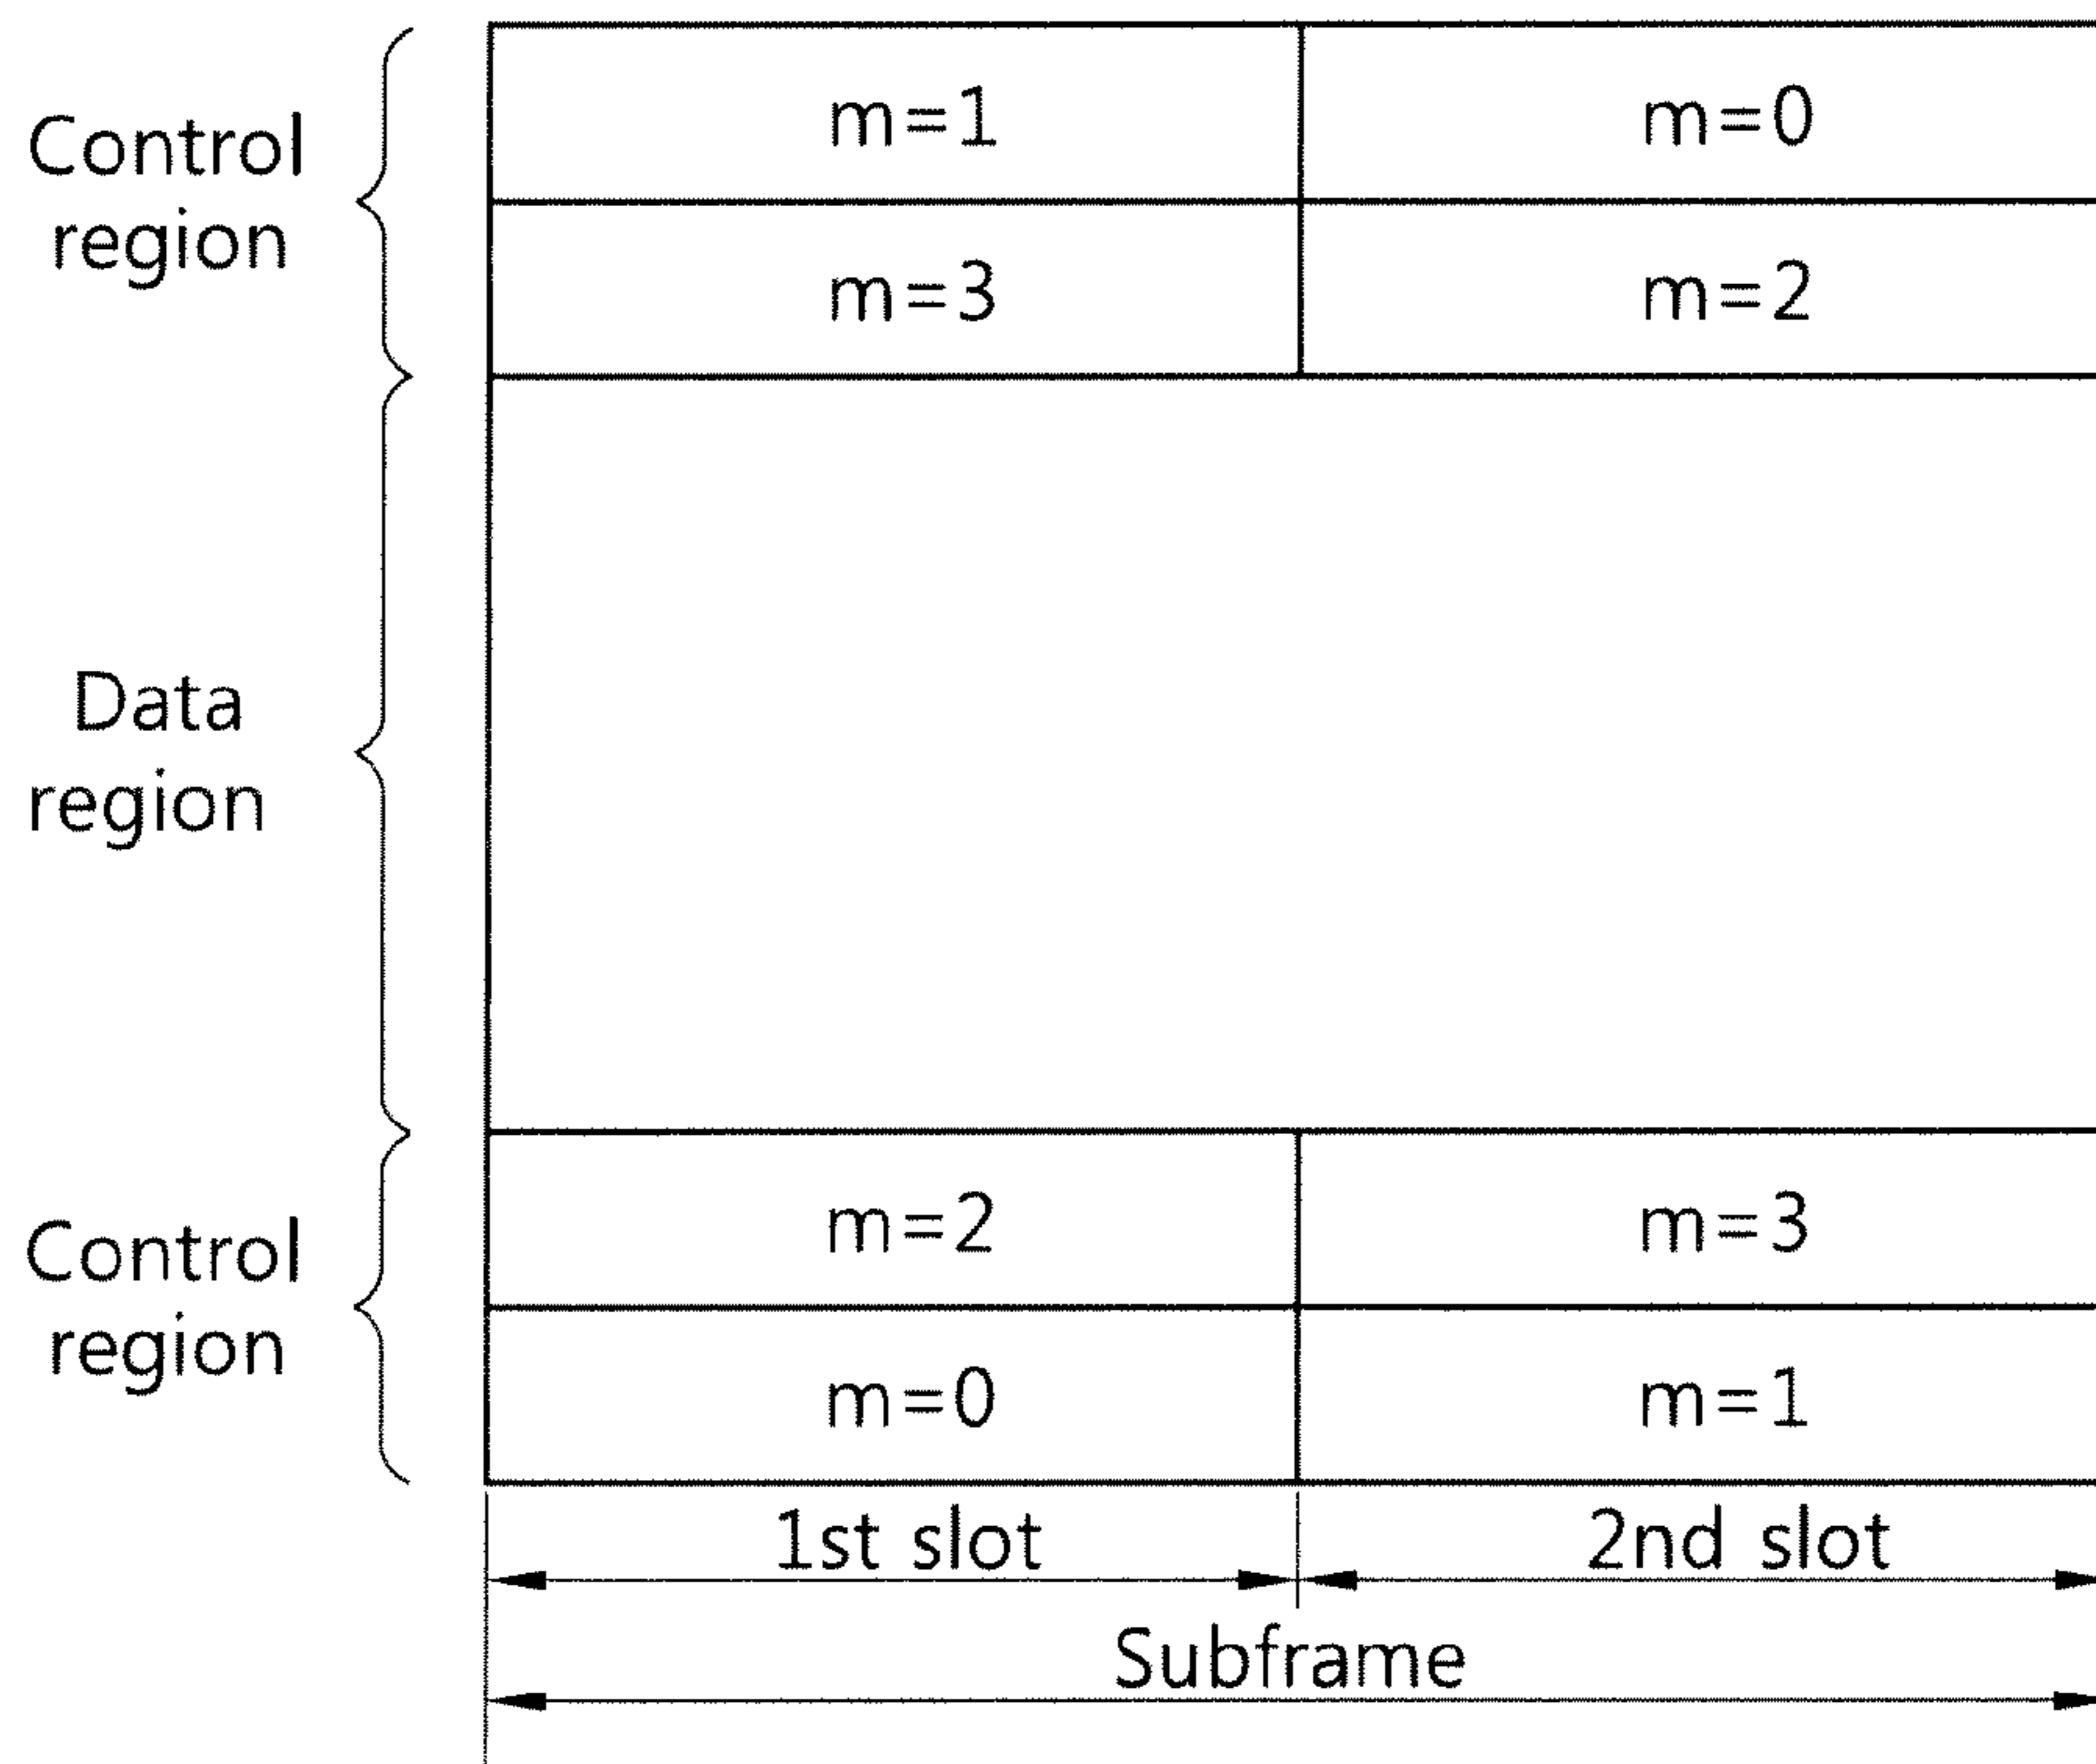 m=1 m=0
Control
region
m=3 m=2
Data
region
m=2 m=3
Control
region
m=0 m=1
1st slot 2nd slot
Subframe